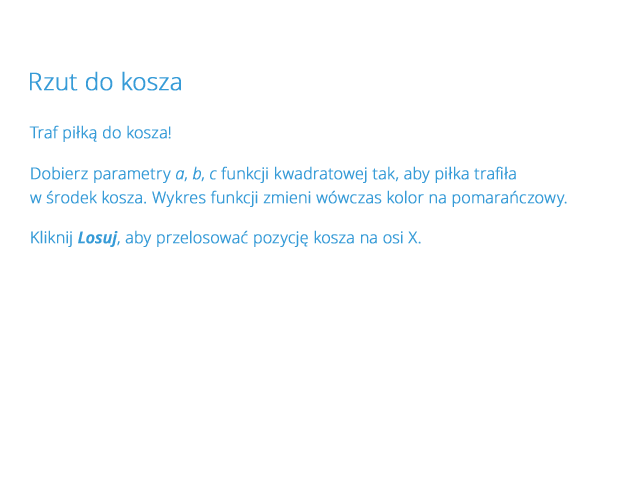 Rzut do kosza
Traf piłką do kosza!
Dobierz parametry a, b, c funkcji kwadratowej tak, aby piłka trafiła
w środek kosza. Wykres funkcji zmieni wówczas kolor na pomarańczowy.
Kliknij Losuj, aby przelosować pozycję kosza na osi X.